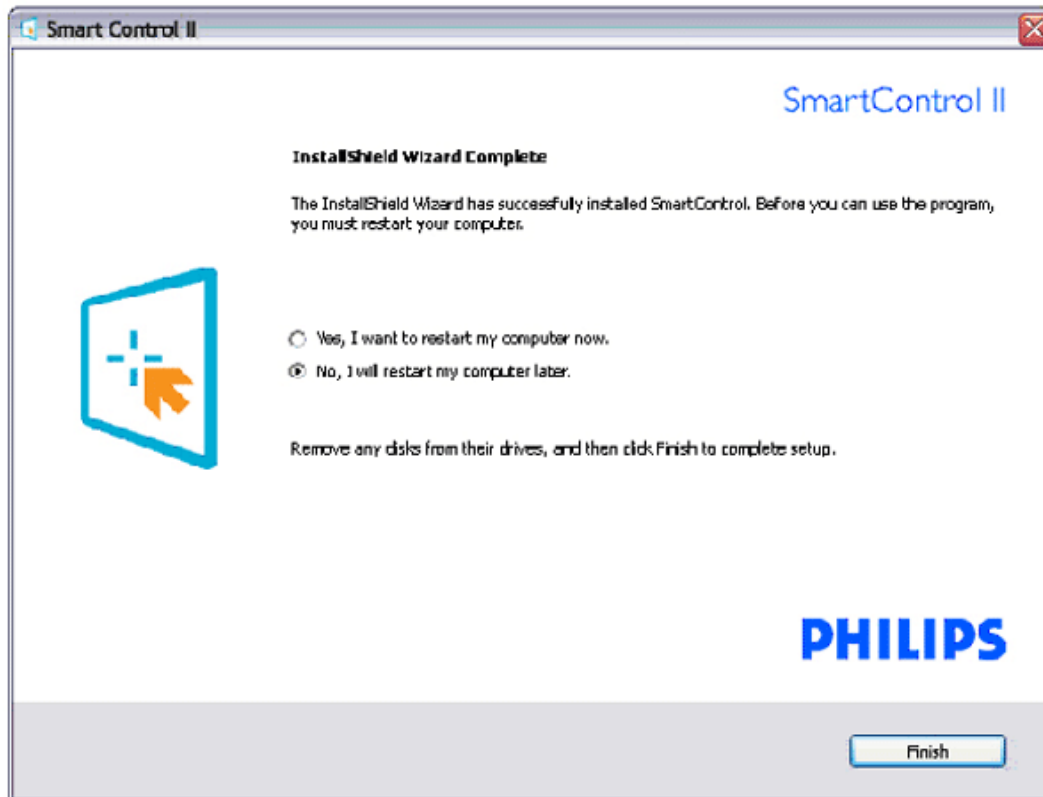 Smart Control II
SmartControl II
InstallShield Wizard Complete
The InstallShield Wizard has successfully installed SmartControl. Before you can use the program,
you must restart your computer.
Yes, I want to restart my computer now.
No, I will restart my computer later.
Remove any disks from their drives, and then click Finish to complete setup.
PHILIPS
Finish